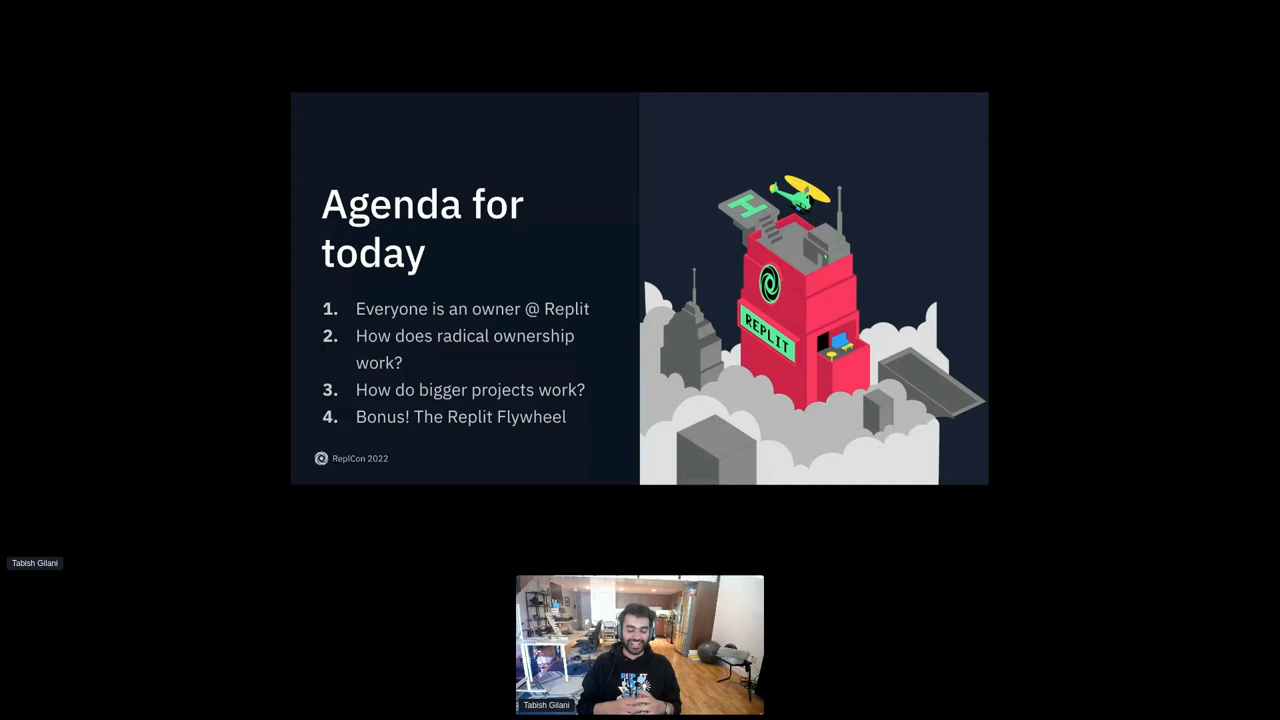 Agenda for
today
1. Everyone is an owner @ Replit
2. How does radical ownership
work?
3. How do bigger projects work?
4. Bonus! The Replit Flywheel
ReplCon 2022
H
REPLIT
Tabish Gilani
Tabish Gilani